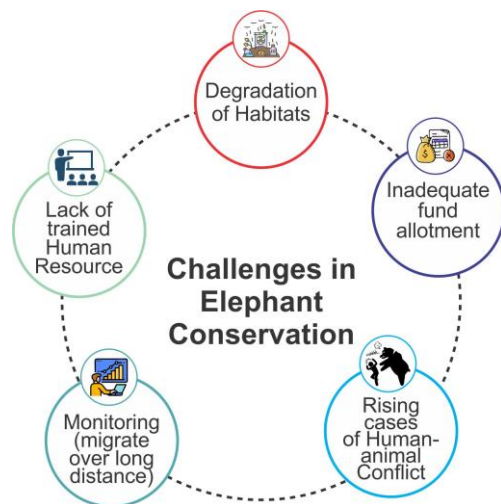 Degradation
of Habitats
Inadequate
fund
allotment
Rising
cases
of Human-
animal
Conflict
Monitoring
(migrate
over long
distance)
Lack of
trained
Human
Resource
Challenges in
Elephant
Conservation